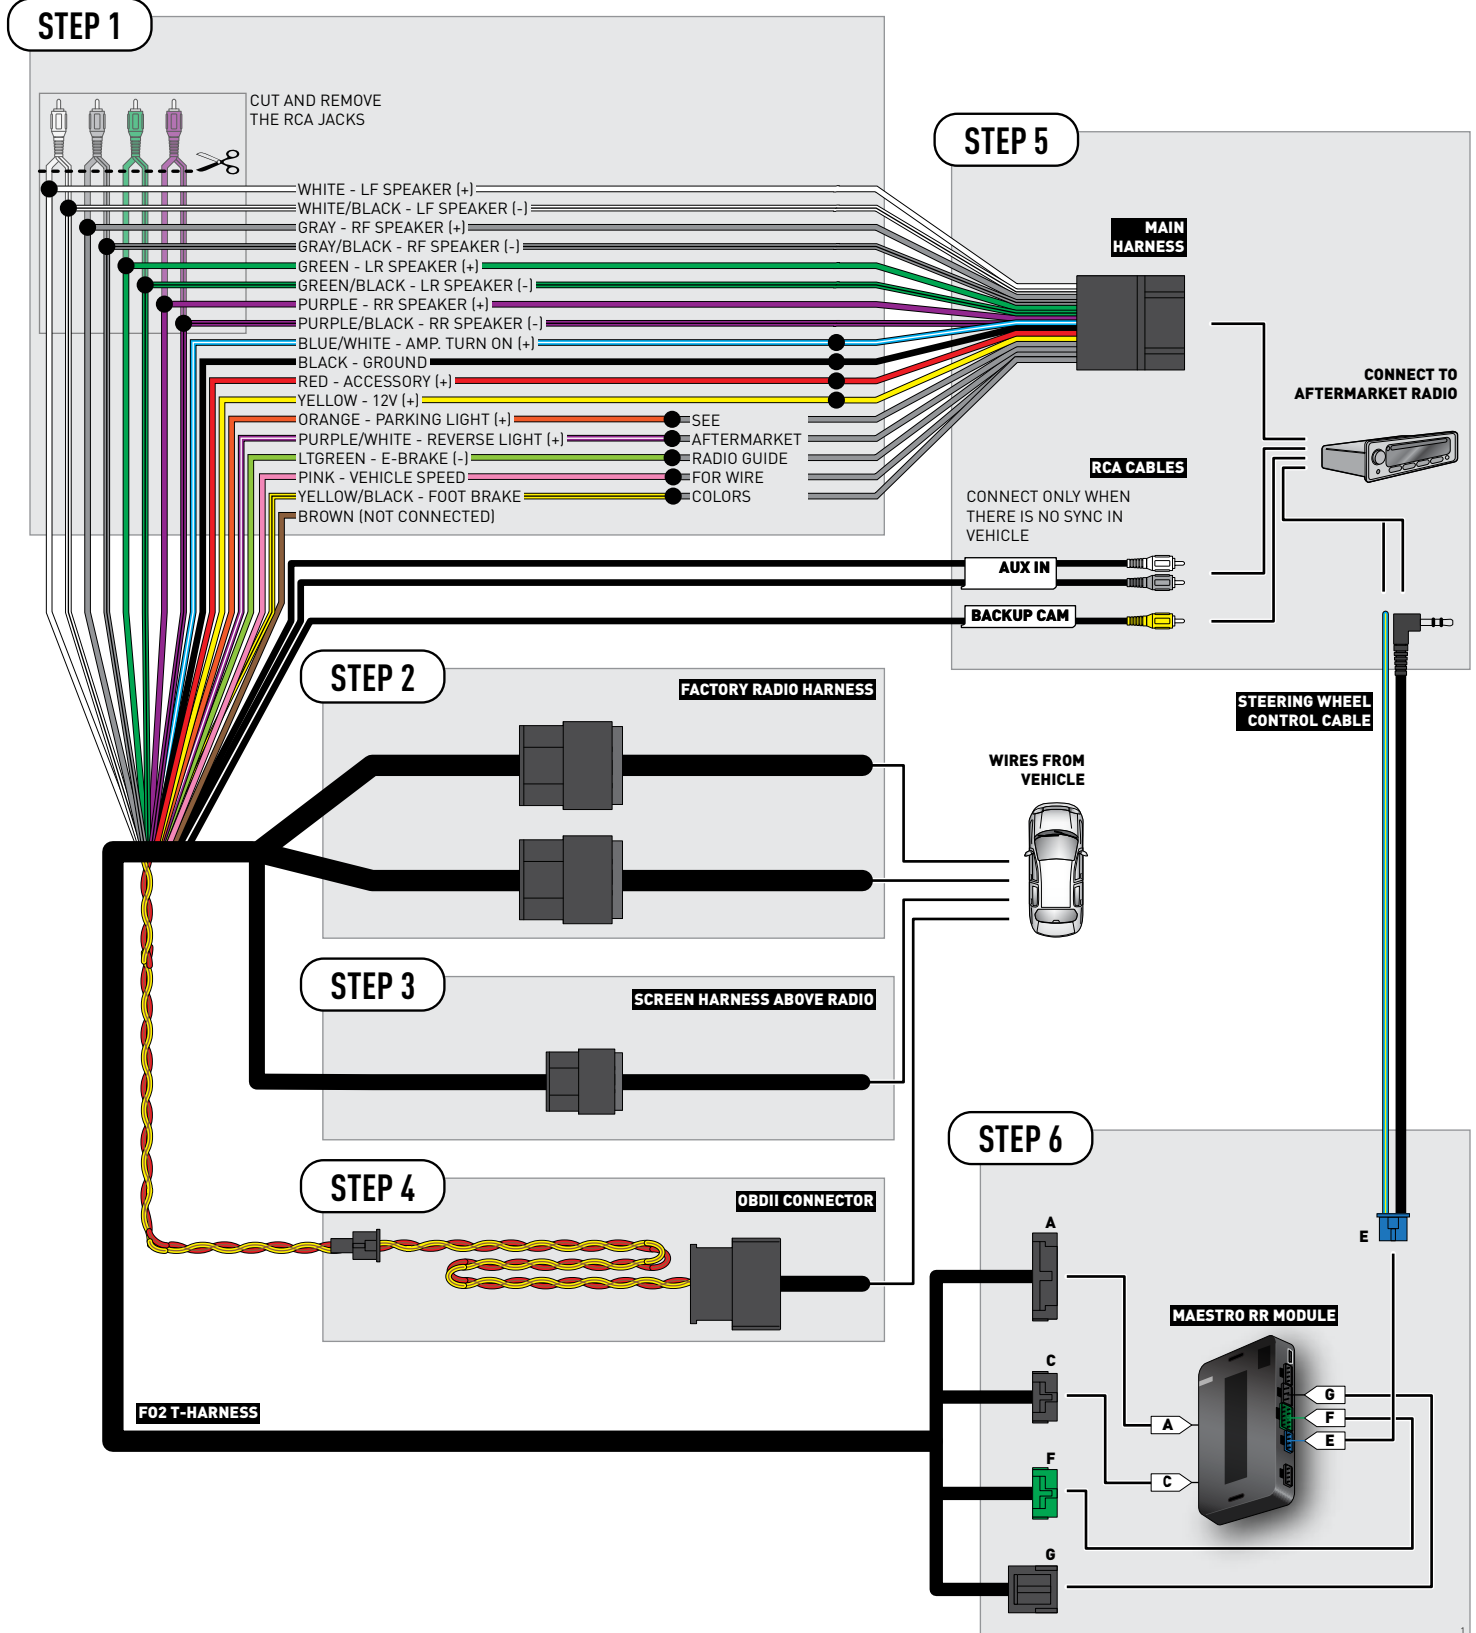 STEP 1
CUT AND REMOVE
THE RCA JACKS
WHITE - LF SPEAKER (+)
WHITE/BLACK - LF SPEAKER (-)
GRAY - RF SPEAKER (+)
GRAY/BLACK - RF SPEAKER (-)
GREEN - LR SPEAKER (+)
GREEN/BLACK - LR SPEAKER (-)
PURPLE - RR SPEAKER (+)
PURPLE/BLACK - RR SPEAKER (-)
BLUE/WHITE - AMP. TURN ON (+)
BLACK - GROUND
RED - ACCESSORY (+)
YELLOW - 12V (+)
ORANGE - PARKING LIGHT (+)
PURPLE/WHITE - REVERSE LIGHT (+)
LTGREEN - E-BRAKE (-)
PINK - VEHICLE SPEED
YELLOW/BLACK - FOOT BRAKE
BROWN (NOT CONNECTED)
SEE
AFTERMARKET
RADIO GUIDE
FOR WIRE
COLORS
STEP 5
MAIN
HARNESS
CONNECT TO
AFTERMARKET RADIO
RCA CABLES
CONNECT ONLY WHEN
THERE IS NO SYNC IN
VEHICLE
AUX IN
BACKUP CAM
STEERING WHEEL
CONTROL CABLE
STEP 2
FACTORY RADIO HARNESS
WIRES FROM
VEHICLE
STEP 3
SCREEN HARNESS ABOVE RADIO
STEP 4
OBDII CONNECTOR
FO2 T-HARNESS
STEP 6
A
E
MAESTRO RR MODULE
C
G
F
A
E
F
C
G
1